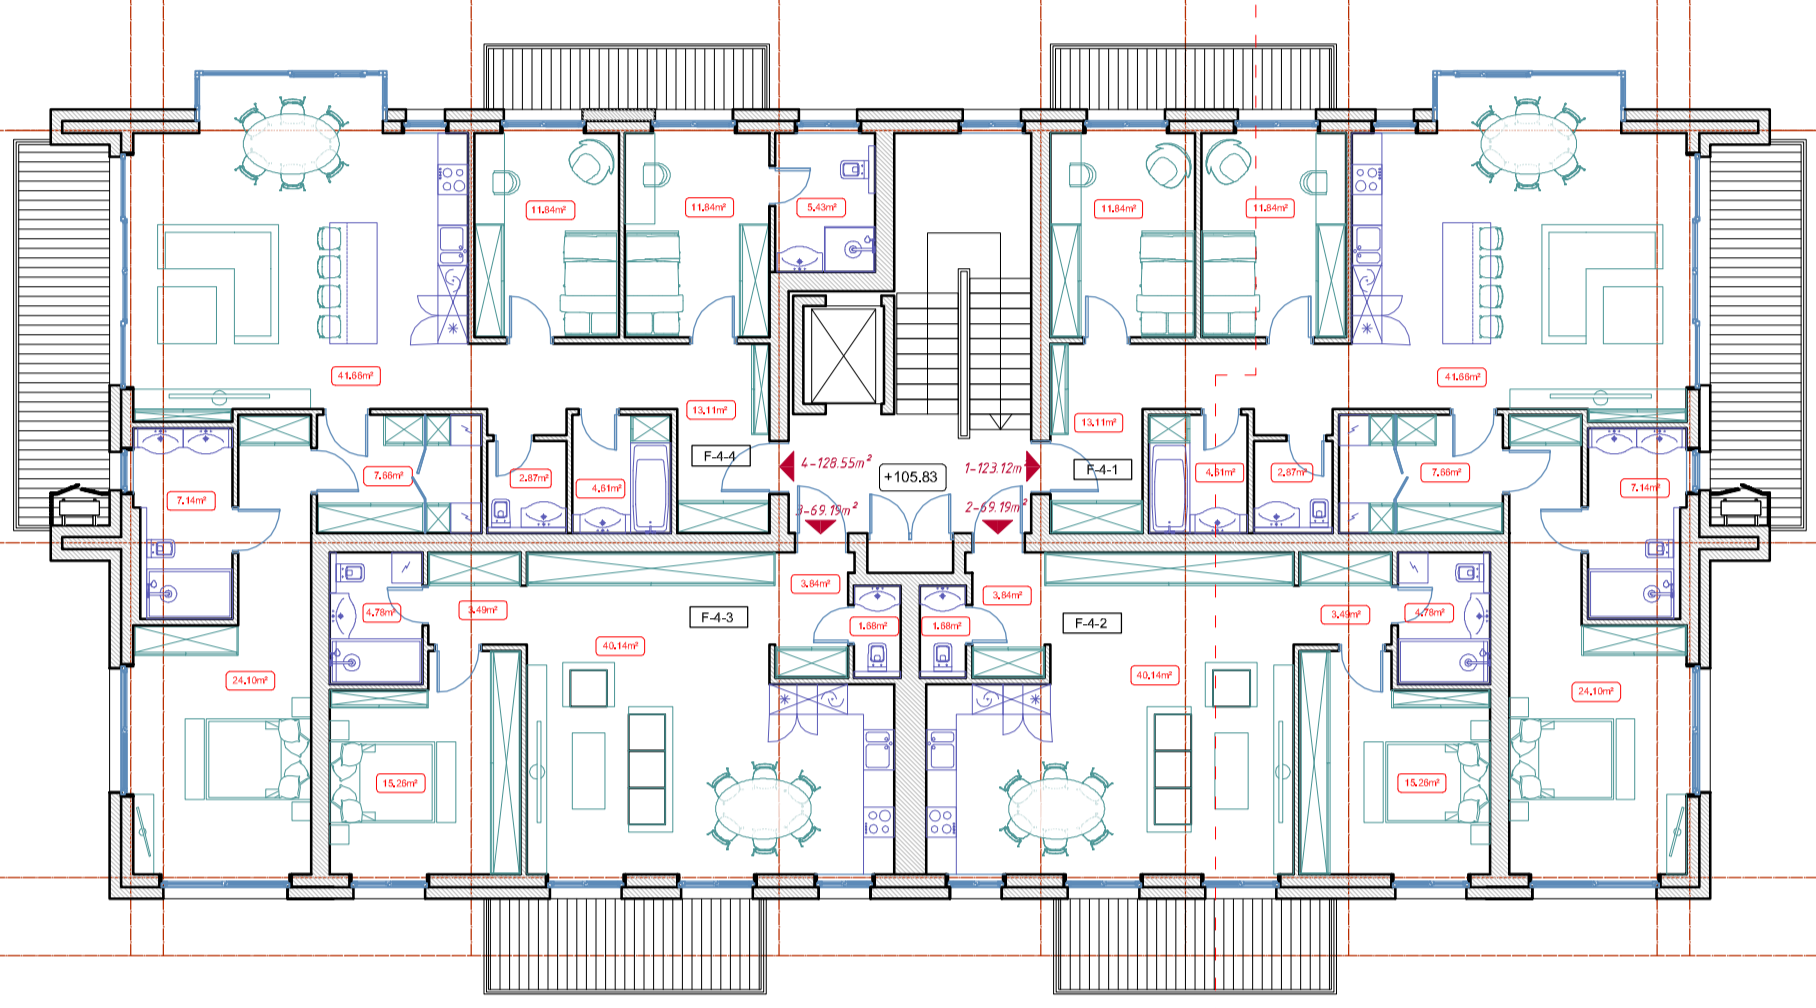 11.84m²
11.84m²
5.43m²
11.84m²
11.84m²
41.66m²
41.66m²
13.11m²
13.11m²
F-4-4
4-128.55m²
+105.83
1-123.12m
F-4-1
7.66m²
2.87m²
4.61m²
4.61m²
2.87m²
7.66m²
7.14m²
7.14m²
3-69.19m²
2-69.19m²
3.84m²
3.84m²
4.78m²
3.49m²
F-4-3
1.68m²
1.68m²
F-4-2
3.49m²
4.78m²
40.14m²
40.14m²
24.10m²
24.10m²
15.26m²
15.26m²